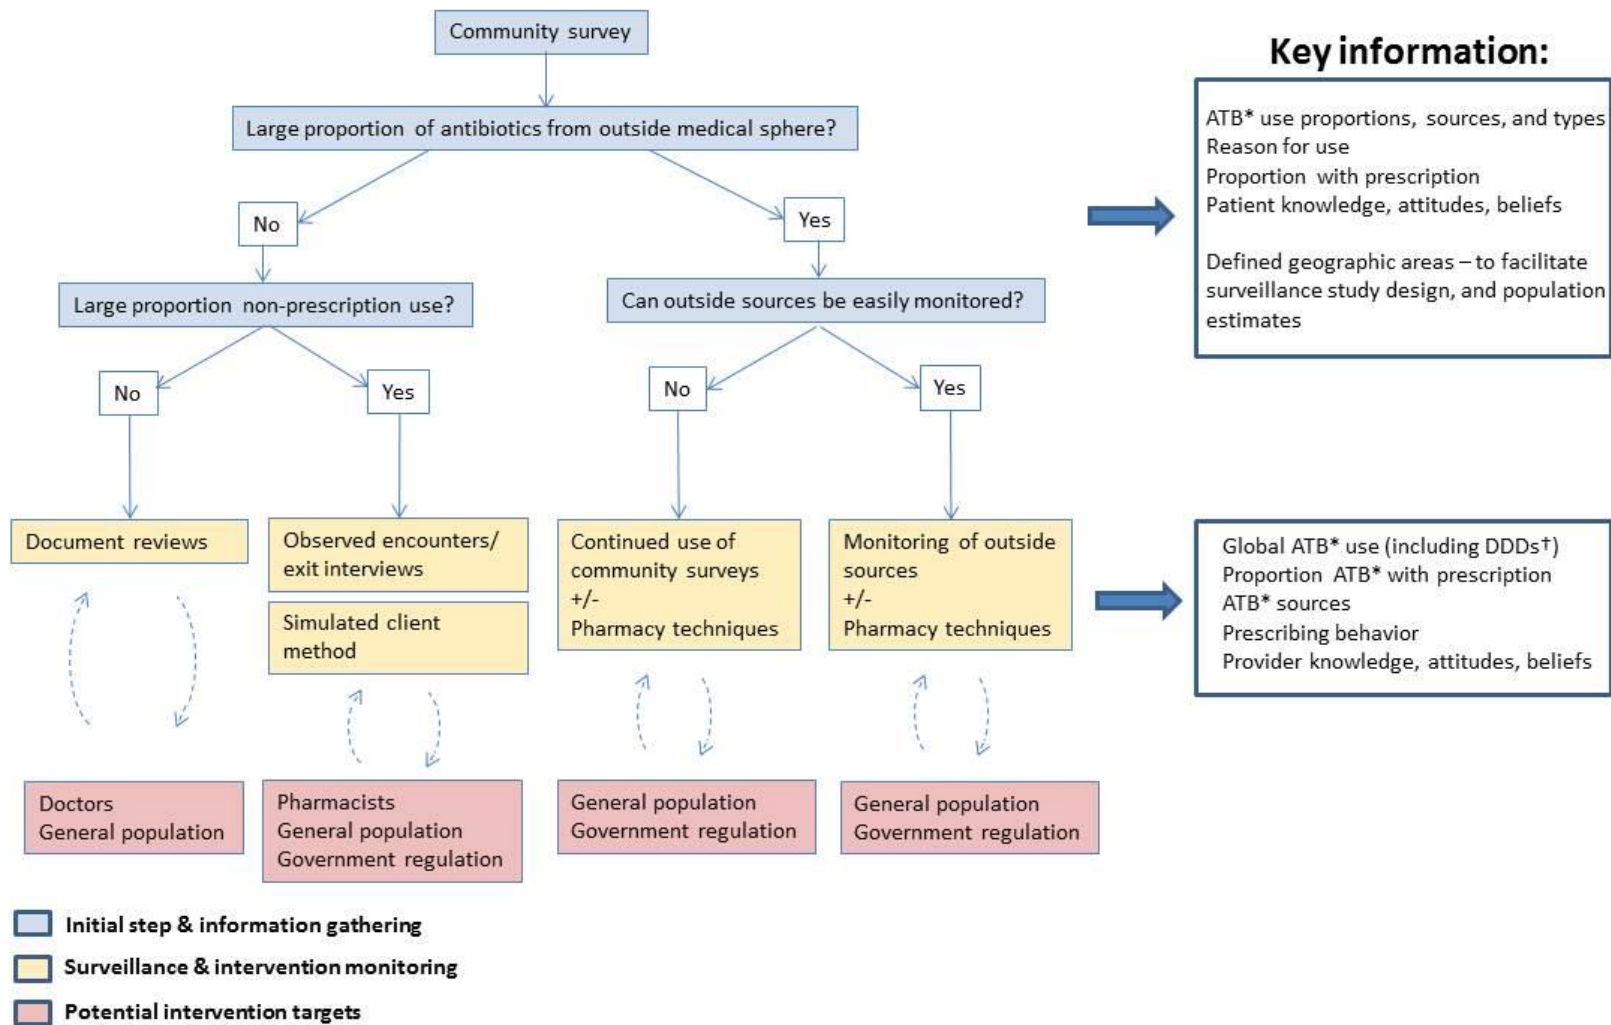 Community survey
Key information:
Large proportion of antibiotics from outside medical sphere?
ATB* use proportions, sources, and types
Reason for use
Proportion with prescription
Patient knowledge, attitudes, beliefs
Defined geographic areas – to facilitate
surveillance study design, and population
estimates
No
Yes
Large proportion non-prescription use?
Can outside sources be easily monitored?
No
Yes
No
Yes
Document reviews
Observed encounters/
exit interviews
Simulated client
method
Continued use of
community surveys
+/-
Pharmacy techniques
Monitoring of outside
sources
+/-
Pharmacy techniques
Global ATB* use (including DDDs†)
Proportion ATB* with prescription
ATB* sources
Prescribing behavior
Provider knowledge, attitudes, beliefs
Doctors
General population
Pharmacists
General population
Government regulation
General population
Government regulation
General population
Government regulation
Initial step & information gathering
Surveillance & intervention monitoring
Potential intervention targets